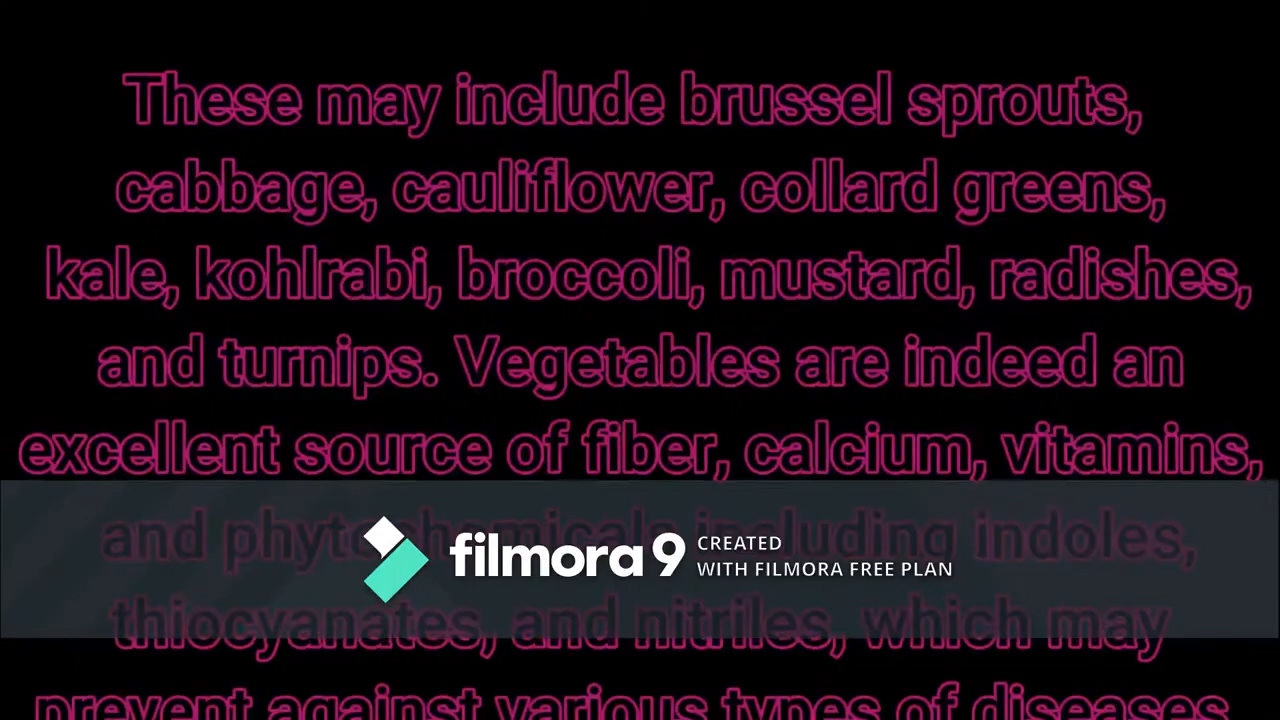 These may include brussel sprouts,
cabbage, cauliflower, collard greens,
kale, kohlrabi, broccoli, mustard, radishes,
and turnips. Vegetables are indeed an
excellent source of fiber, calcium, vitamins,
and phytochemicals including indoles,
filmora 9 CREATED
WITH FILMORA FREE PLAN
thiocyanates, and nitriles, which may
prevent against various types of diseases